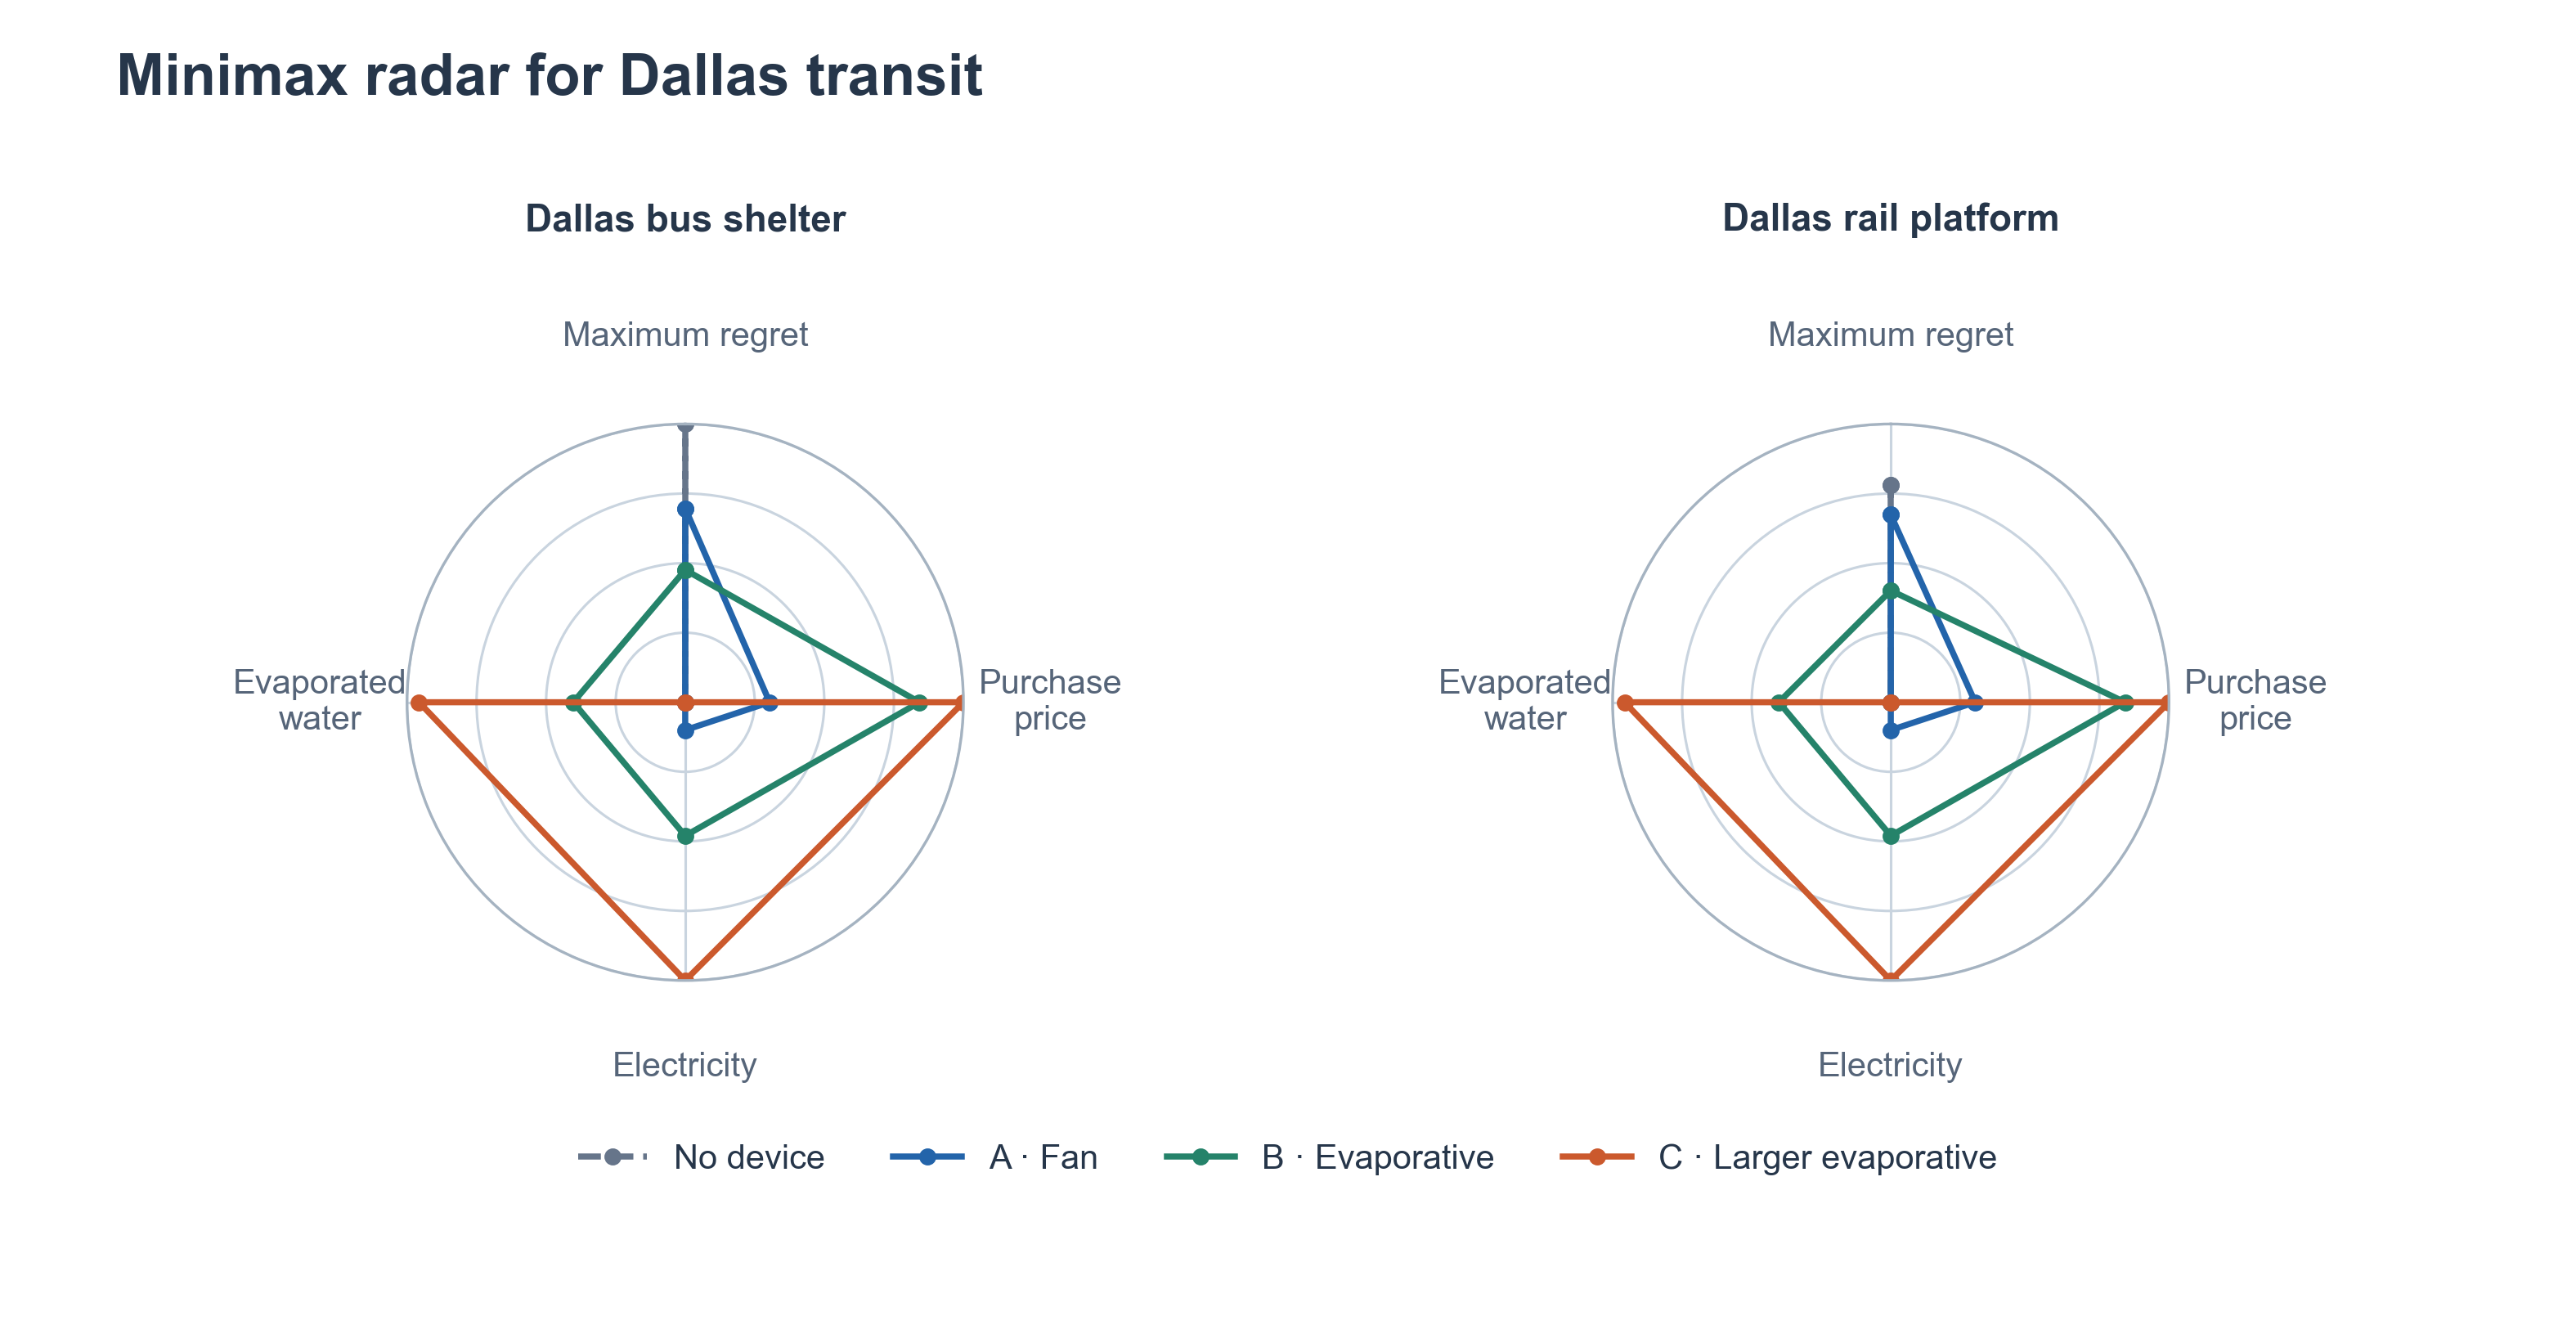 Minimax radar for Dallas transit
Dallas bus shelter
Maximum regret
Evaporated
water
Purchase
price
Electricity
Dallas rail platform
Maximum regret
Evaporated
water
Purchase
price
Electricity
No device
A · Fan
B · Evaporative
C · Larger evaporative